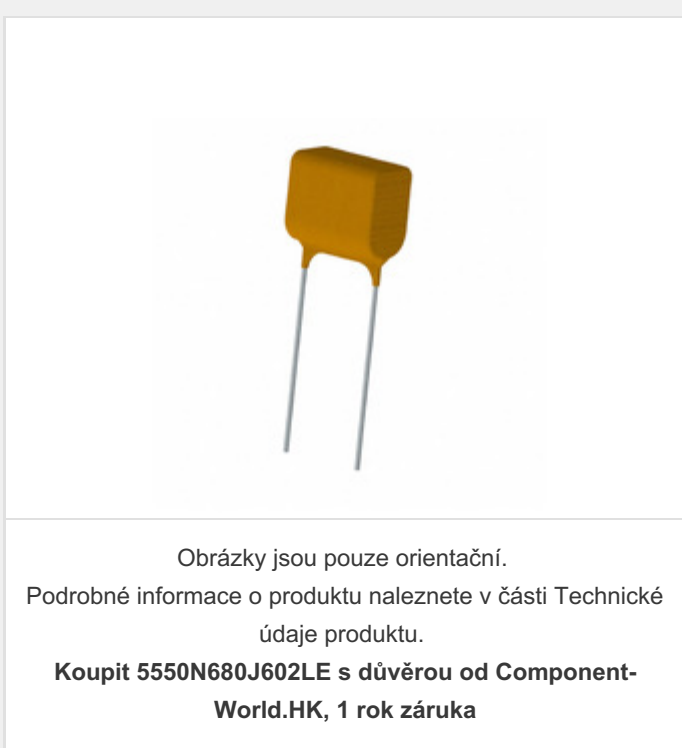 Obrázky jsou pouze orientační.
Podrobné informace o produktu naleznete v části Technické
údaje produktu.
Koupit 5550N680J602LE s důvěrou od Component-
World.HK, 1 rok záruka